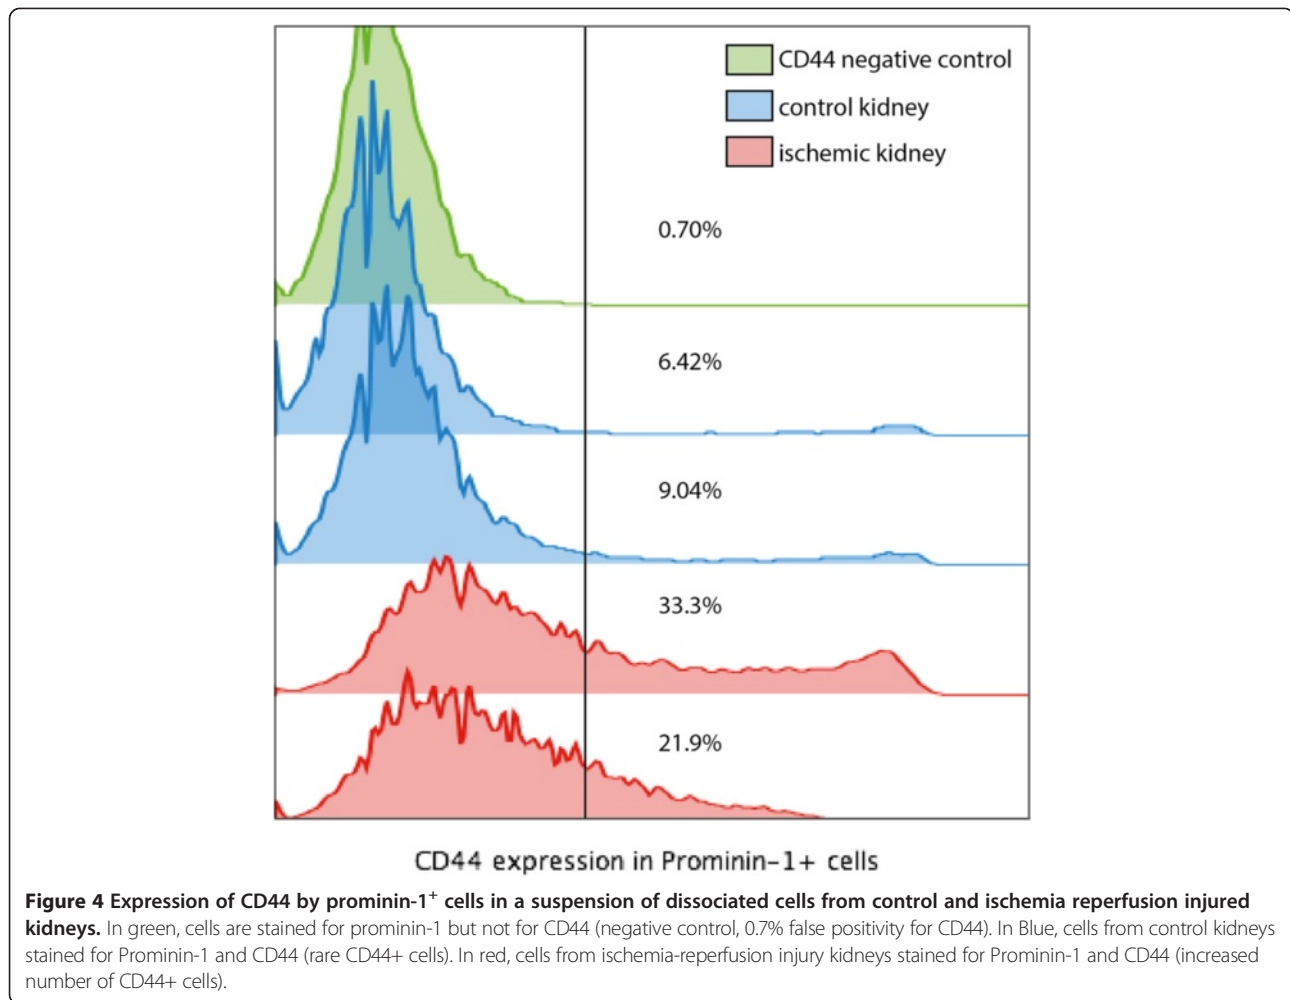 CD44 negative control
control kidney
ischemic kidney
0.70%
6.42%
9.04%
33.3%
21.9%
CD44 expression in Prominin-1+ cells
Figure 4 Expression of CD44 by prominin-1⁺ cells in a suspension of dissociated cells from control and ischemia reperfusion injured
kidneys. In green, cells are stained for prominin-1 but not for CD44 (negative control, 0.7% false positivity for CD44). In Blue, cells from control kidneys
stained for Prominin-1 and CD44 (rare CD44+ cells). In red, cells from ischemia-reperfusion injury kidneys stained for Prominin-1 and CD44 (increased
number of CD44+ cells).